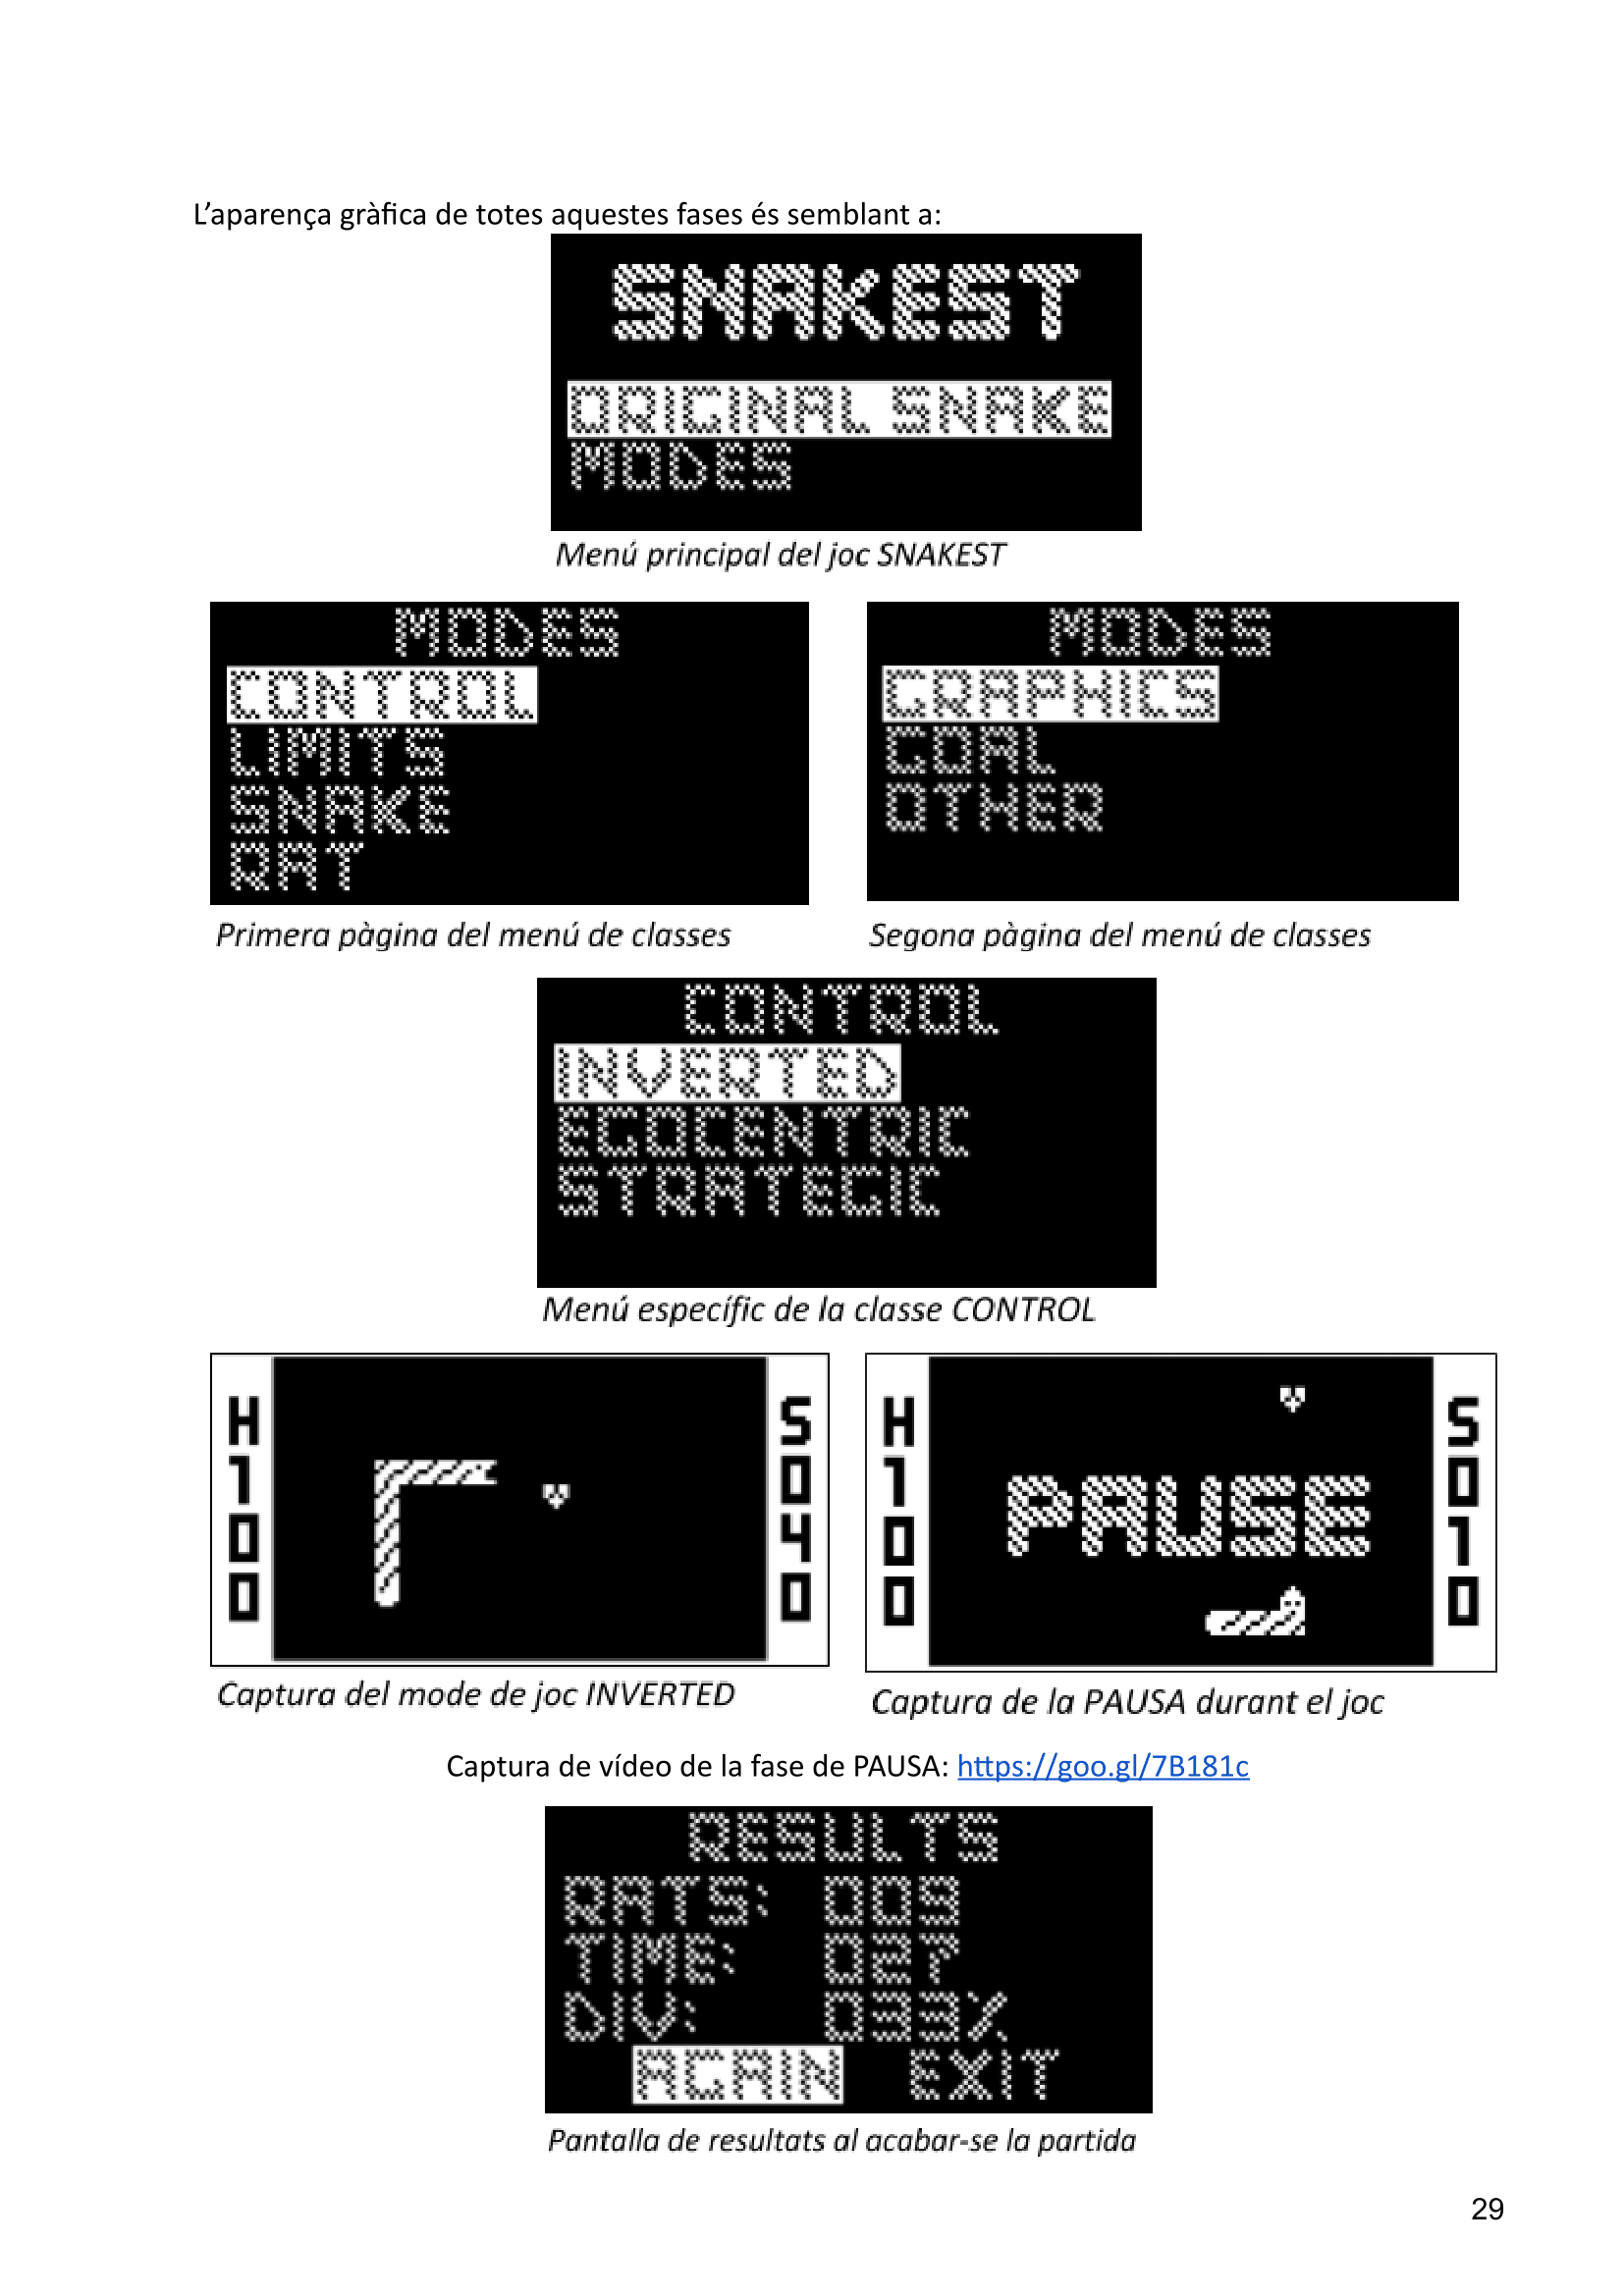 L’aparença gràfica de totes aquestes fases és semblant a:
SNAKEST
ORIGINAL SNAKE
MODES
Menú principal del joc SNAKEST
MODES
CONTROL
LIMITS
SNAKE
RAT
Primera pàgina del menú de classes
MODES
GRAPHICS
GOAL
OTHER
Segona pàgina del menú de classes
CONTROL
INVERTED
EGOCENTRIC
STRATEGIC
Menú específic de la classe CONTROL
H
1
0
0
S
0
4
0
Captura del mode de joc INVERTED
H
1
0
0
PAUSE
S
0
1
0
Captura de la PAUSA durant el joc
Captura de vídeo de la fase de PAUSA: https://goo.gl/7B181c
RESULTS
RATS: 009
TIME: 027
DIV: 033%
AGAIN EXIT
Pantalla de resultats al acabar-se la partida
29